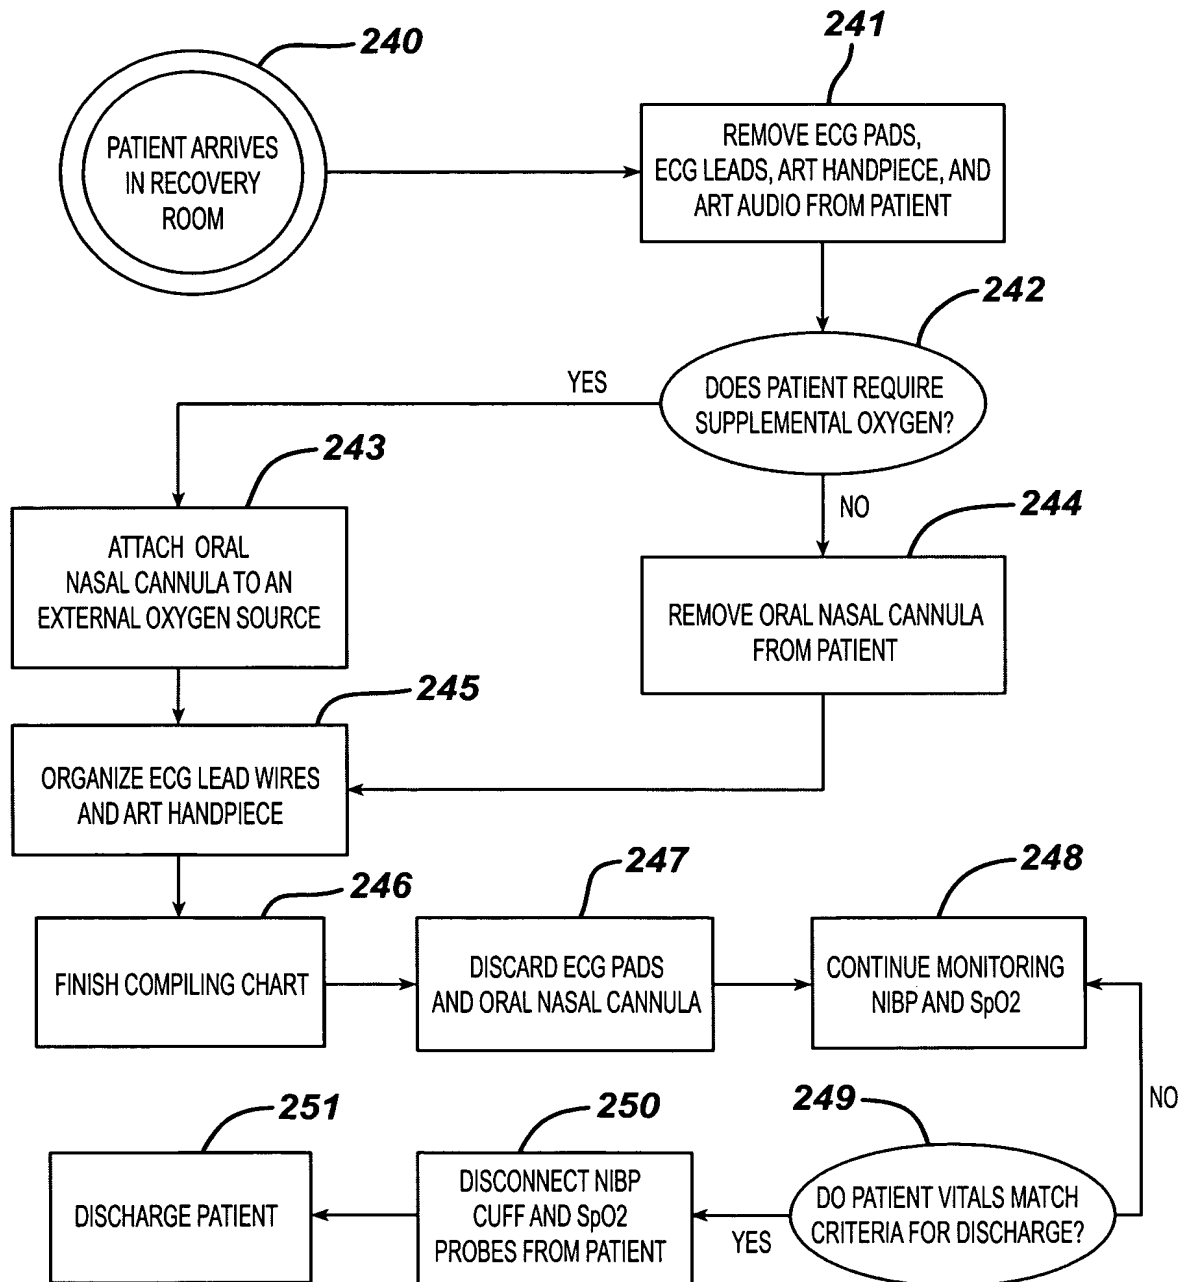 240
PATIENT ARRIVES
IN RECOVERY
ROOM
241
REMOVE ECG PADS,
ECG LEADS, ART HANDPIECE, AND
ART AUDIO FROM PATIENT
242
DOES PATIENT REQUIRE
SUPPLEMENTAL OXYGEN?
YES
NO
243
ATTACH ORAL
NASAL CANNULA TO AN
EXTERNAL OXYGEN SOURCE
244
REMOVE ORAL NASAL CANNULA
FROM PATIENT
245
ORGANIZE ECG LEAD WIRES
AND ART HANDPIECE
246
FINISH COMPILING CHART
247
DISCARD ECG PADS
AND ORAL NASAL CANNULA
248
CONTINUE MONITORING
NIBP AND SpO2
NO
249
DO PATIENT VITALS MATCH
CRITERIA FOR DISCHARGE?
YES
250
DISCONNECT NIBP
CUFF AND SpO2
PROBES FROM PATIENT
251
DISCHARGE PATIENT